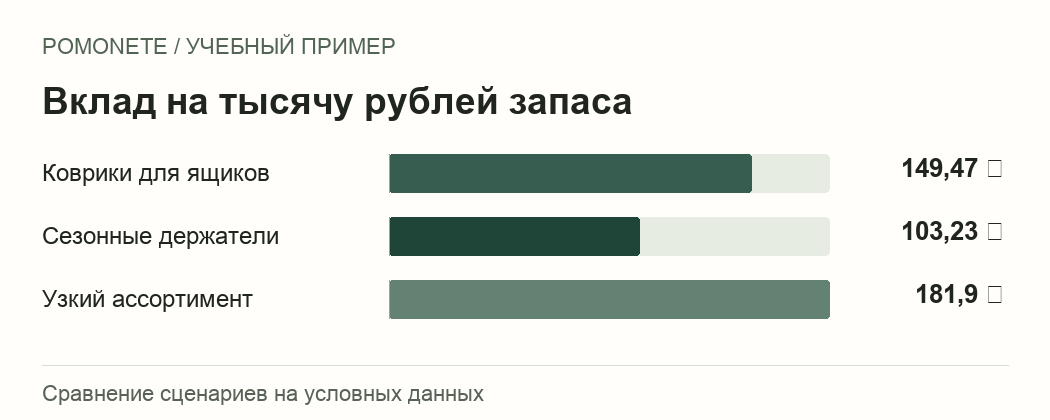 POMONETE / УЧЕБНЫЙ ПРИМЕР
Вклад на тысячу рублей запаса
Коврики для ящиков 149,47 □
Сезонные держатели 103,23 □
Узкий ассортимент 181,9 □
Сравнение сценариев на условных данных